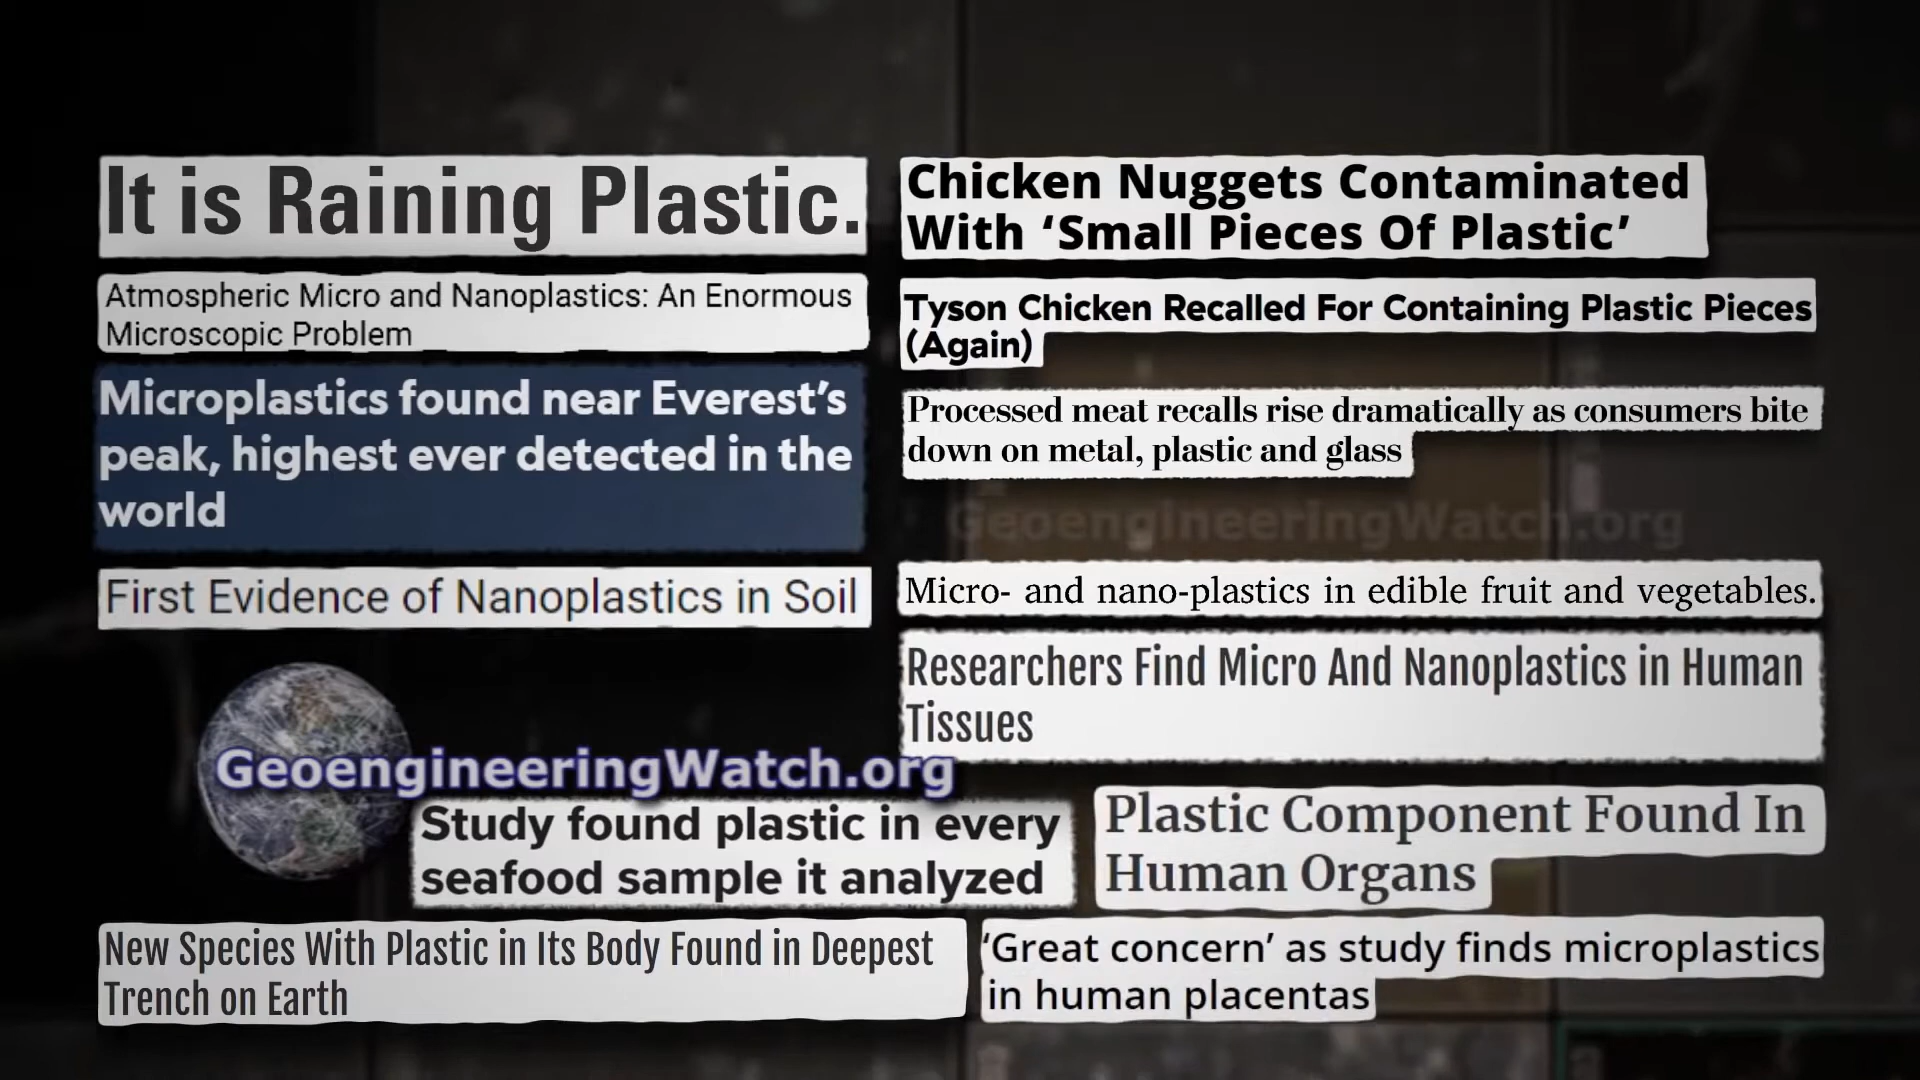 It is Raining Plastic.
Atmospheric Micro and Nanoplastics: An Enormous
Microscopic Problem
Microplastics found near Everest’s
peak, highest ever detected in the
world
First Evidence of Nanoplastics in Soil
Chicken Nuggets Contaminated
With ‘Small Pieces Of Plastic’
Tyson Chicken Recalled For Containing Plastic Pieces
(Again)
Processed meat recalls rise dramatically as consumers bite
down on metal, plastic and glass
GeoengineeringWatch.org
Micro- and nano-plastics in edible fruit and vegetables.
Researchers Find Micro And Nanoplastics in Human
Tissues
GeoengineeringWatch.org
Study found plastic in every
seafood sample it analyzed
Plastic Component Found In
Human Organs
New Species With Plastic in Its Body Found in Deepest
Trench on Earth
‘Great concern’ as study finds microplastics
in human placentas